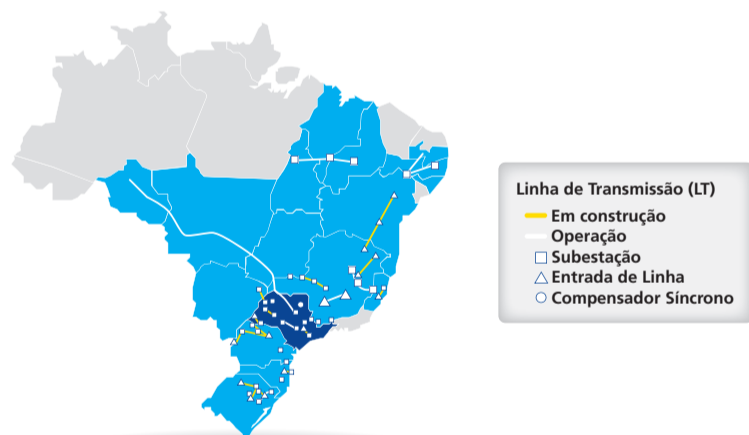 Linha de Transmissão (LT)
Em construção
Operação
Subestação
Entrada de Linha
Compensador Síncrono